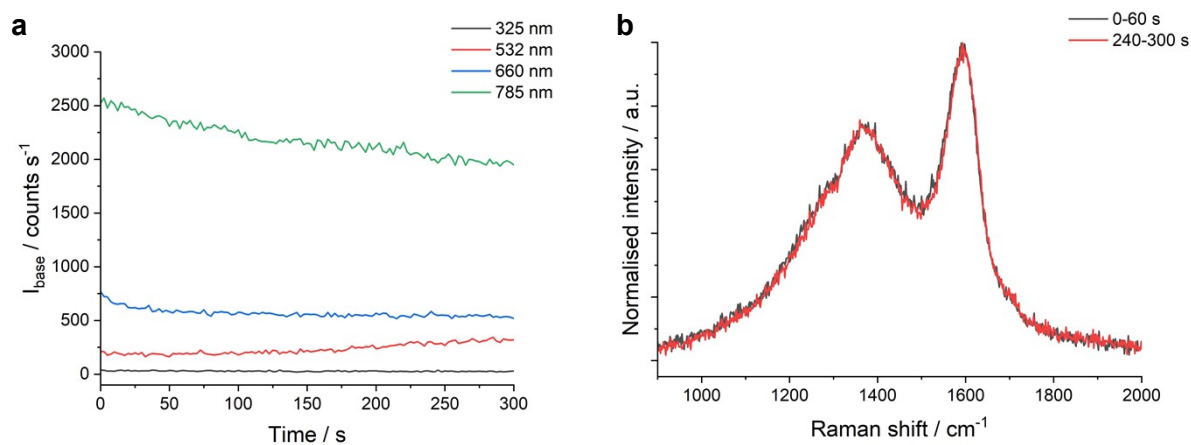 a
325 nm
532 nm
660 nm
785 nm
3000
2500
2000
1500
1000
500
0
I_base / counts s⁻¹
0 50 100 150 200 250 300
Time / s
b
0-60 s
240-300 s
Normalised intensity / a.u.
1000 1200 1400 1600 1800 2000
Raman shift / cm⁻¹